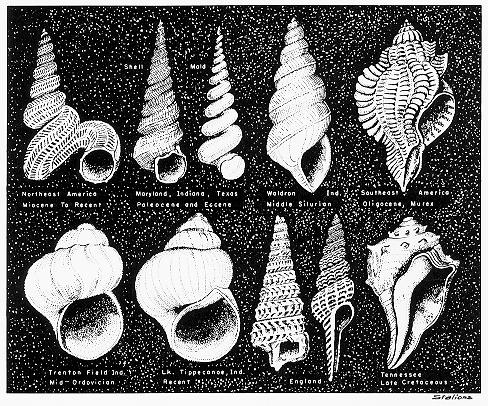 Shell
Mold
Northeast America
Miocene To Recent
Maryland, Indiana, Texas
Paleocene and Eocene
Waldron Ind.
Middle Silurian
Southeast America
Oligocene, Murex
Trenton Field Ind.
Mid-Ordovician
Lk. Tippecanoe, Ind.
Recent
England
Tennessee
Late Cretaceous
Stations